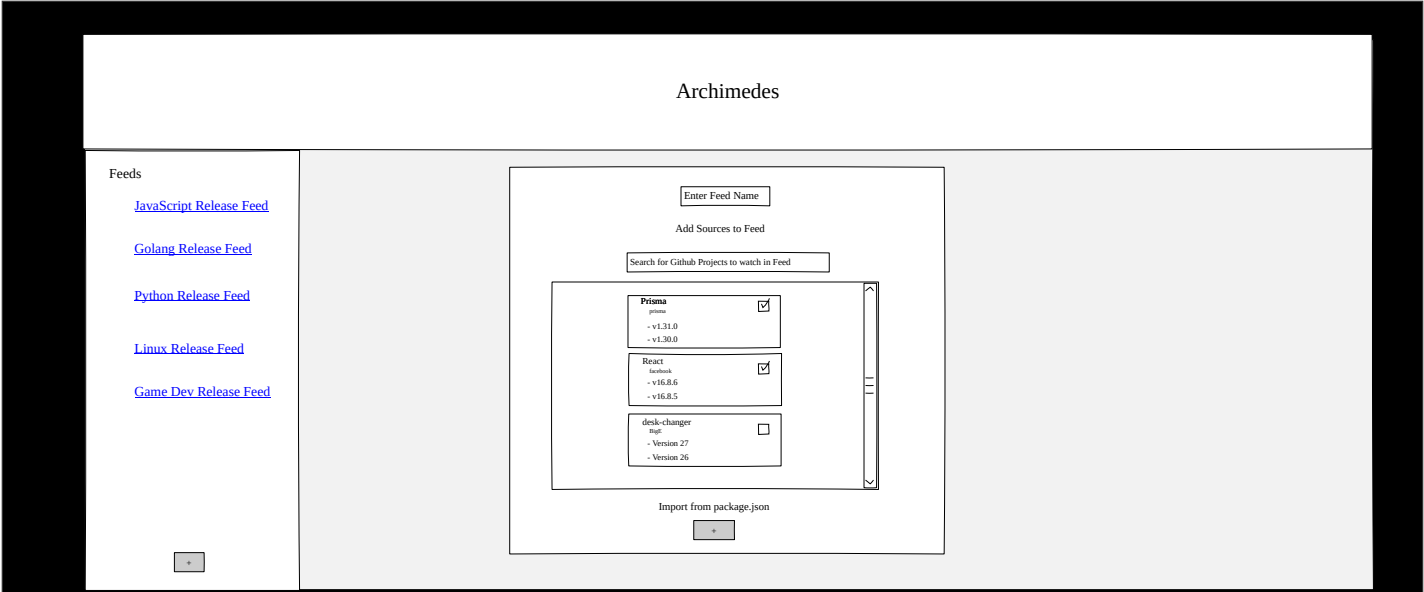 Archimedes
Feeds
JavaScript Release Feed
Golang Release Feed
Python Release Feed
Linux Release Feed
Game Dev Release Feed
+
Enter Feed Name
Add Sources to Feed
Search for Github Projects to watch in Feed
Prisma
prisma
- v1.31.0
- v1.30.0
React
facebook
- v16.8.6
- v16.8.5
desk-changer
BigE
- Version 27
- Version 26
Import from package.json
+